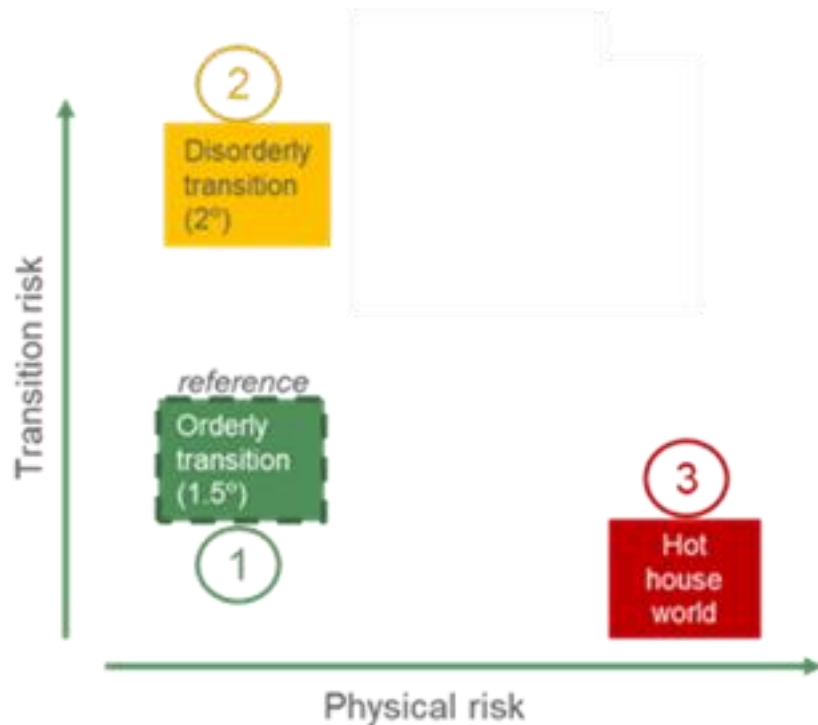 2
Disorderly
transition
(2°)
Transition risk
reference
Orderly
transition
(1.5°)
1
3
Hot
house
world
Physical risk